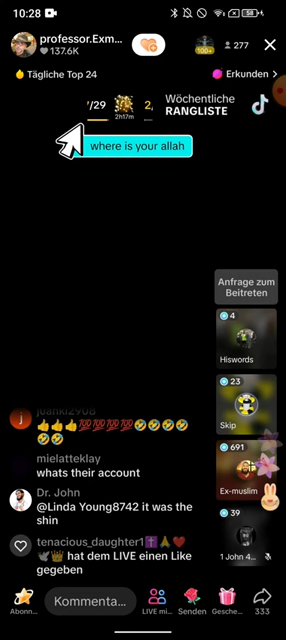 10:28
58%
professor.Exm...
137.6K
100+
277
Tägliche Top 24
Erkunden >
/29
2h17m
2,
Wöchentliche
RANGLISTE
where is your allah
Anfrage zum
Beitreten
4
Hiswords
23
Skip
691
Ex-muslim
39
1 John 4...
juanki2908
👍👍👍💯💯💯💯🤣🤣🤣🤣
🤣🤣
mielatteklay
whats their account
Dr. John
@Linda Young8742 it was the
shin
tenacious_daughter1✝️🙏❤️
🕊️👑 hat dem LIVE einen Like
gegeben
Abonn...
Kommenta...
LIVE mi...
Senden
Gesche...
333